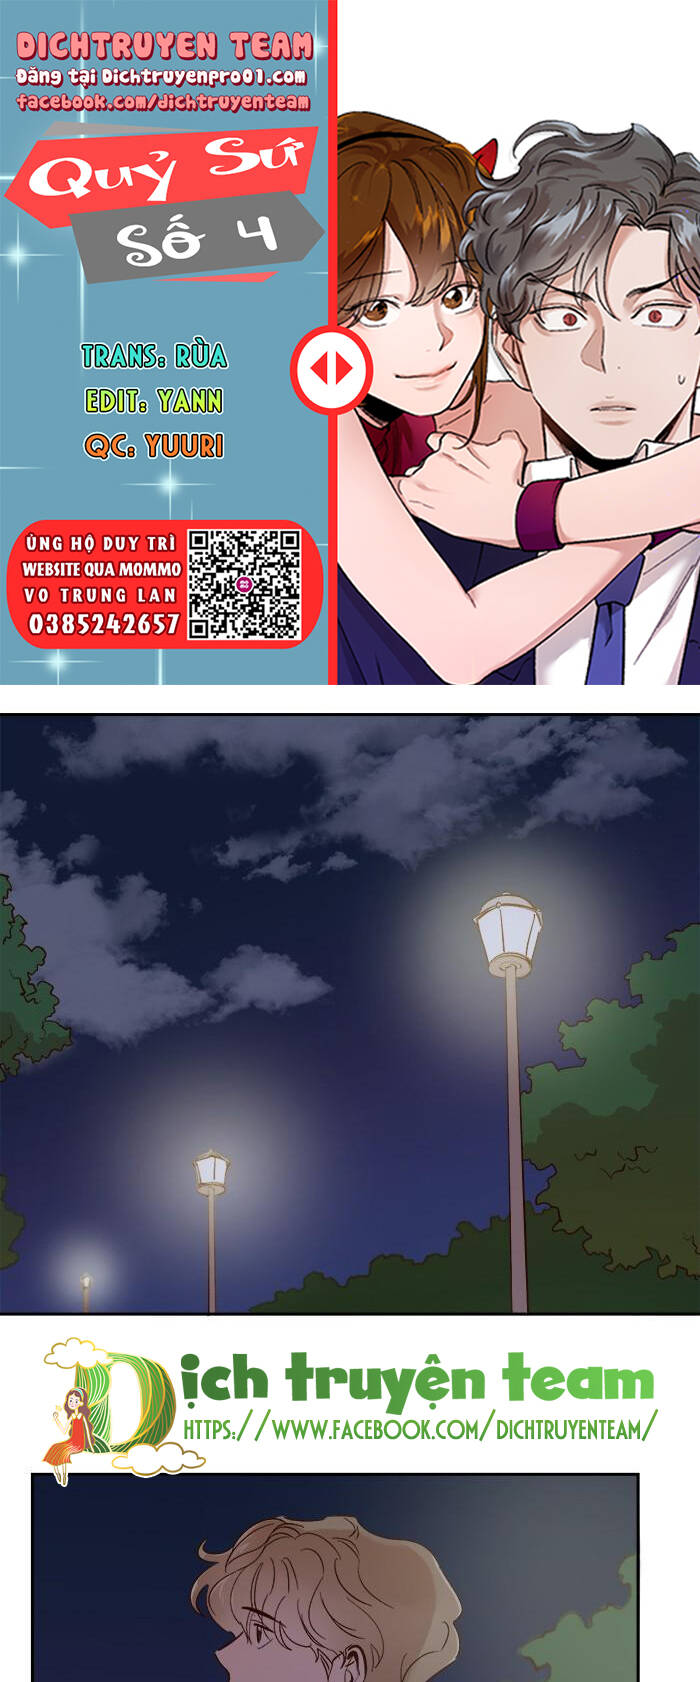 DICHTRUYEN TEAM
Đăng tại Dichtruyenpro01.com
facebook.com/dichtruyenteam
Quỷ Sứ
Số 4
TRANS: RÙA
EDIT: YANN
QC: YUURI
ỦNG HỘ DUY TRÌ
WEBSITE QUA MOMMO
VO TRUNG LAN
0385242657
Dịch truyện team
HTTPS://WWW.FACEBOOK.COM/DICHTRUYENTEAM/